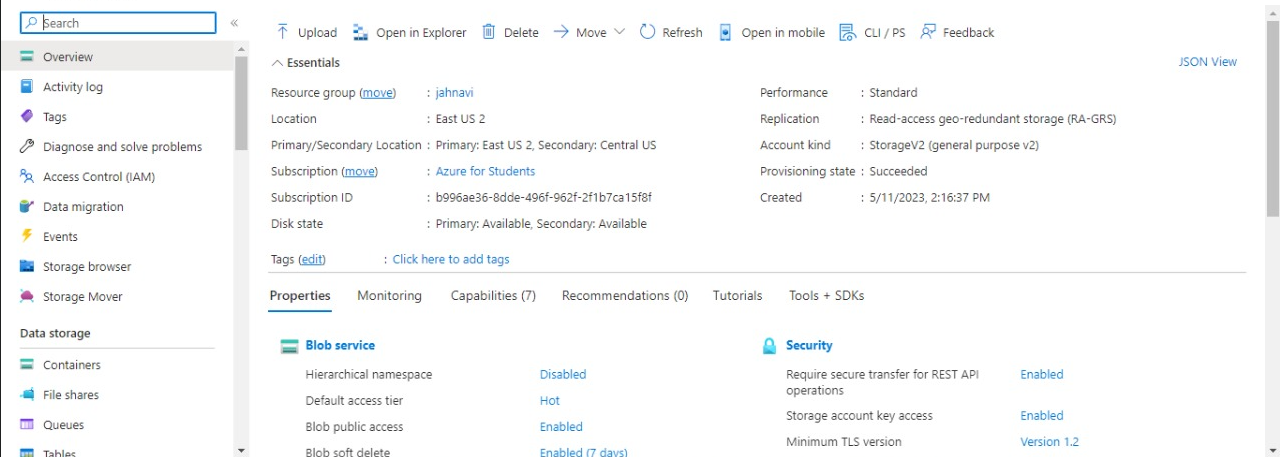 Search
«
Overview
Activity log
Tags
Diagnose and solve problems
Access Control (IAM)
Data migration
Events
Storage browser
Storage Mover
Data storage
Containers
File shares
Queues
Tables
Upload Open in Explorer Delete Move Refresh Open in mobile CLI / PS Feedback
Essentials
JSON View
Resource group (move) : jahnavi
Location : East US 2
Primary/Secondary Location : Primary: East US 2, Secondary: Central US
Subscription (move) : Azure for Students
Subscription ID : b996ae36-8dde-496f-962f-2f1b7ca15f8f
Disk state : Primary: Available, Secondary: Available
Performance : Standard
Replication : Read-access geo-redundant storage (RA-GRS)
Account kind : StorageV2 (general purpose v2)
Provisioning state : Succeeded
Created : 5/11/2023, 2:16:37 PM
Tags (edit) : Click here to add tags
Properties Monitoring Capabilities (7) Recommendations (0) Tutorials Tools + SDKs
Blob service
Hierarchical namespace Disabled
Default access tier Hot
Blob public access Enabled
Blob soft delete Enabled (7 days)
Security
Require secure transfer for REST API Enabled
operations
Storage account key access Enabled
Minimum TLS version Version 1.2